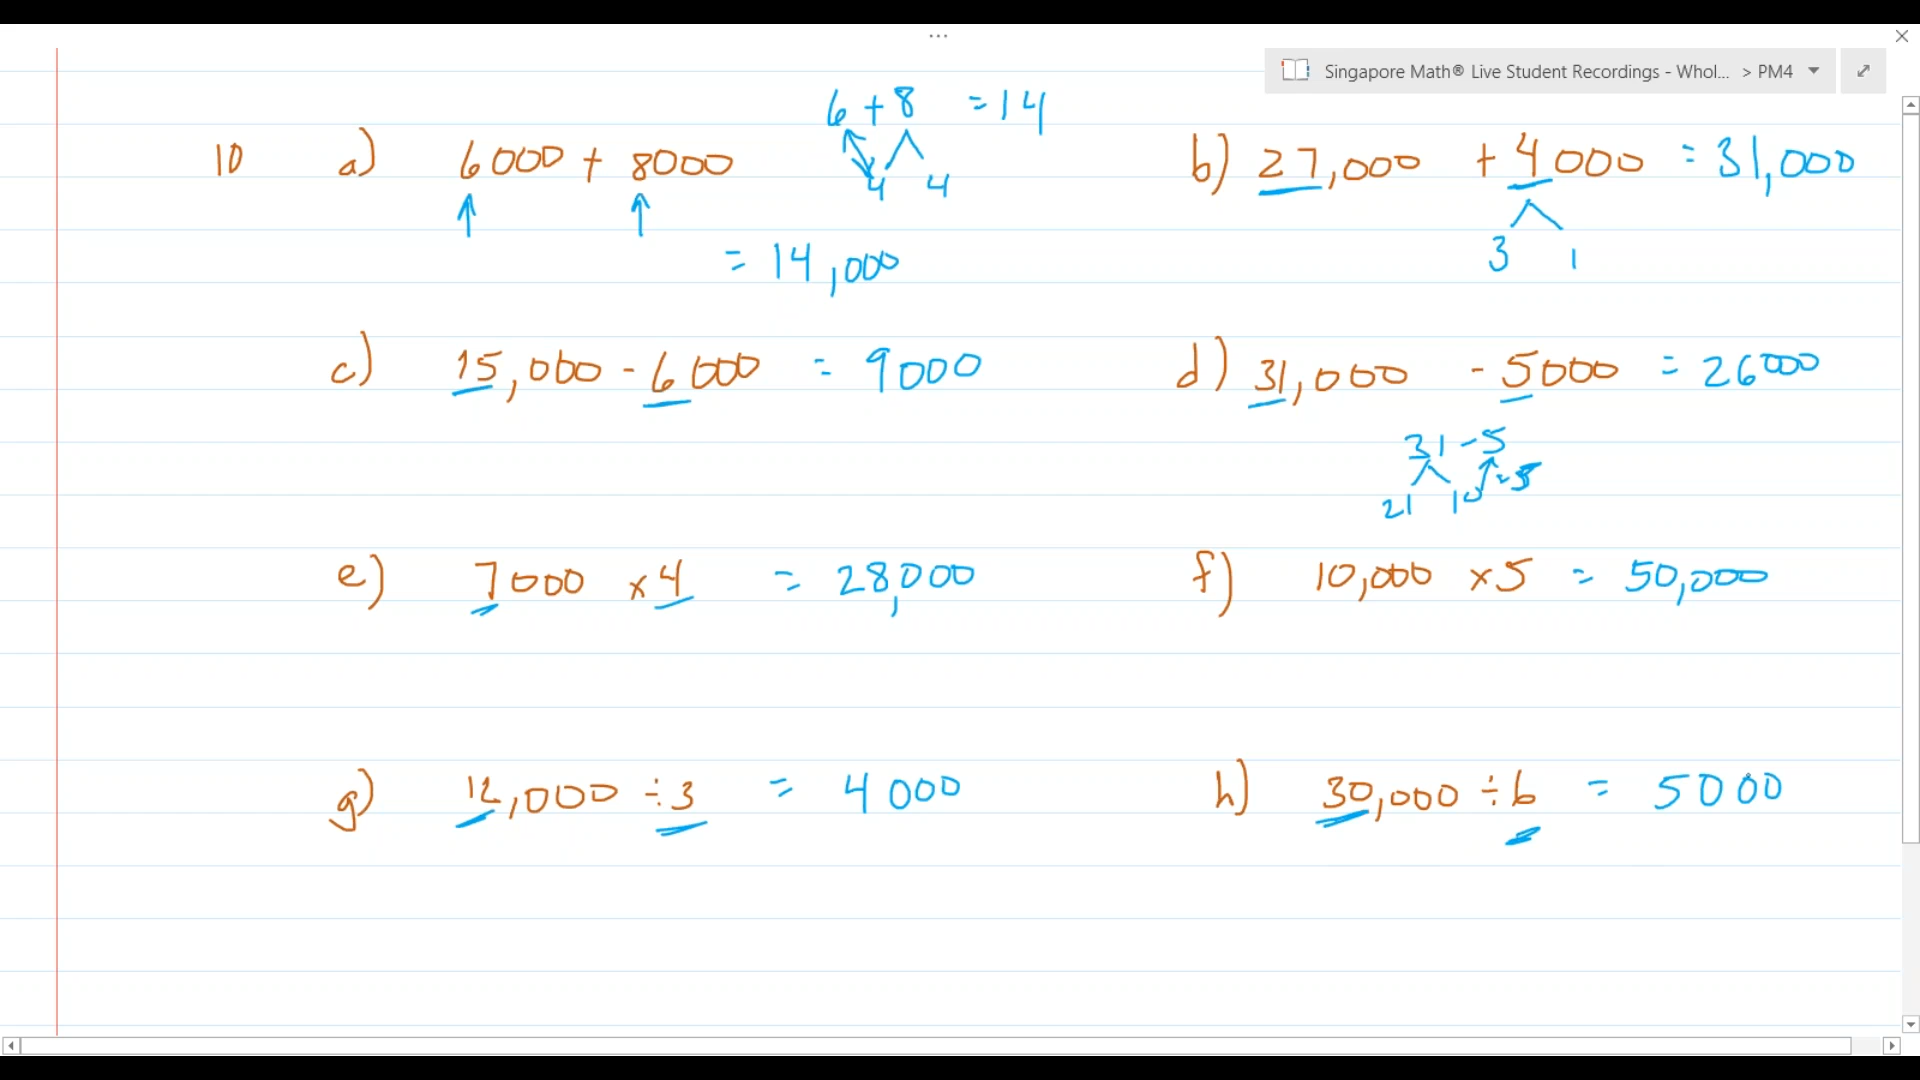 ...
Singapore Math® Live Student Recordings - Whol... > PM4
6 + 8 = 14
4 4
10 a) 6000 + 8000
= 14,000
b) 27,000 + 4000 = 31,000
3 1
c) 15,000 - 6000 = 9000
d) 31,000 - 5000 = 26000
31 - 5
21 10 = 5
e) 7000 x 4 = 28,000
f) 10,000 x 5 = 50,000
g) 12,000 ÷ 3 = 4000
h) 30,000 ÷ 6 = 5000